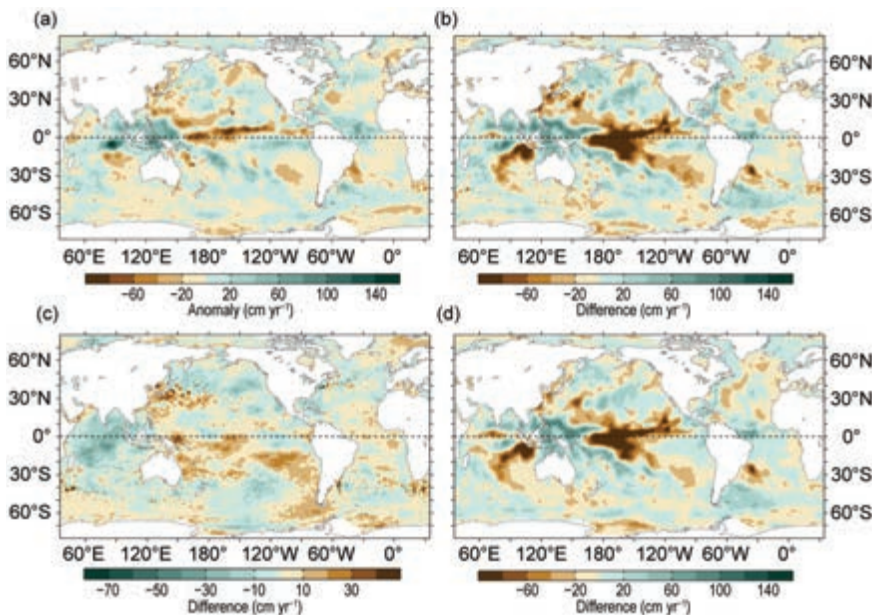 (a) (b)
60°N 60°N
30°N 30°N
0° 0°
30°S 30°S
60°S 60°S
60°E 120°E 180° 120°W 60°W 0° 60°E 120°E 180° 120°W 60°W 0°
−60 −20 20 60 100 140 −60 −20 20 60 100 140
Anomaly (cm yr⁻¹) Difference (cm yr⁻¹)
(c) (d)
60°N 60°N
30°N 30°N
0° 0°
30°S 30°S
60°S 60°S
60°E 120°E 180° 120°W 60°W 0° 60°E 120°E 180° 120°W 60°W 0°
−70 −50 −30 −10 10 30 −60 −20 20 60 100 140
Difference (cm yr⁻¹) Difference (cm yr⁻¹)